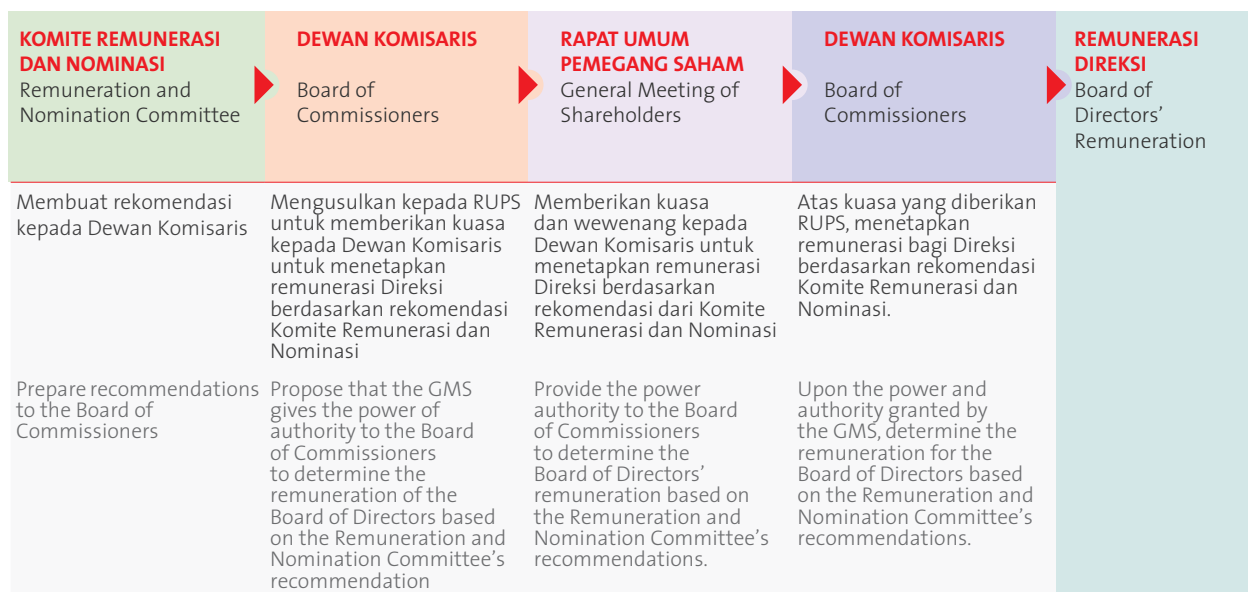 KOMITE REMUNERASI
DAN NOMINASI
Remuneration and
Nomination Committee
DEWAN KOMISARIS
Board of
Commissioners
RAPAT UMUM
PEMEGANG SAHAM
General Meeting of
Shareholders
DEWAN KOMISARIS
Board of
Commissioners
REMUNERASI
DIREKSI
Board of
Directors’
Remuneration
Membuat rekomendasi
kepada Dewan Komisaris
Mengusulkan kepada RUPS
untuk memberikan kuasa
kepada Dewan Komisaris
untuk menetapkan
remunerasi Direksi
berdasarkan rekomendasi
Komite Remunerasi dan
Nominasi
Memberikan kuasa
dan wewenang kepada
Dewan Komisaris untuk
menetapkan remunerasi
Direksi berdasarkan
rekomendasi dari Komite
Remunerasi dan Nominasi
Atas kuasa yang diberikan
RUPS, menetapkan
remunerasi bagi Direksi
berdasarkan rekomendasi
Komite Remunerasi dan
Nominasi.
Prepare recommendations
to the Board of
Commissioners
Propose that the GMS
gives the power of
authority to the Board
of Commissioners
to determine the
remuneration of the
Board of Directors based
on the Remuneration and
Nomination Committee’s
recommendation
Provide the power
authority to the Board
of Commissioners
to determine the
Board of Directors’
remuneration based on
the Remuneration and
Nomination Committee’s
recommendations.
Upon the power and
authority granted by
the GMS, determine the
remuneration for the
Board of Directors based
on the Remuneration and
Nomination Committee’s
recommendations.